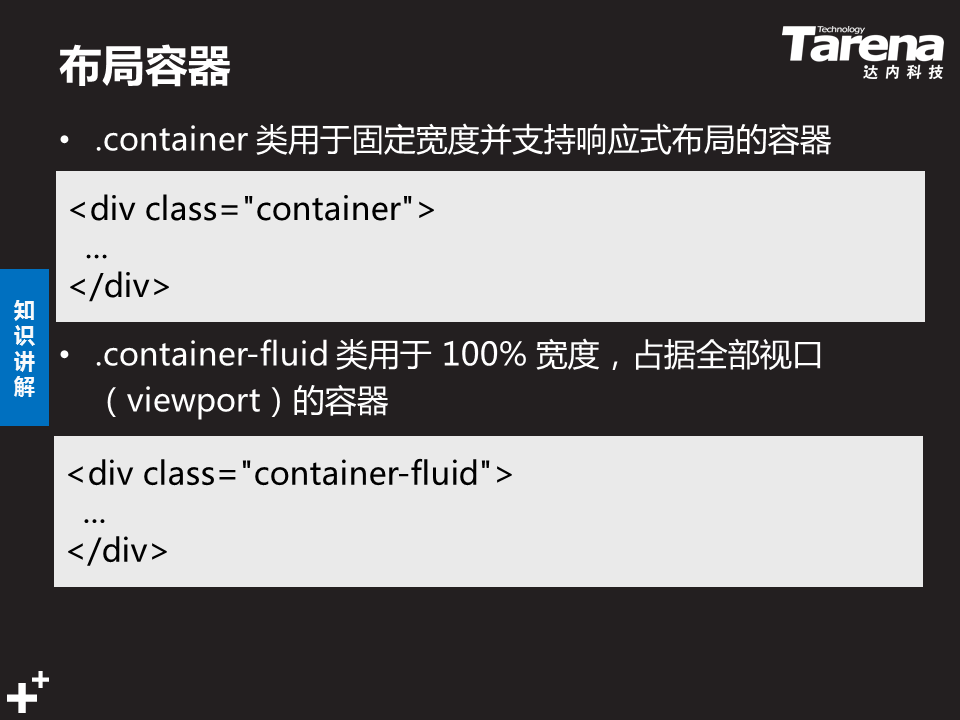 布局容器
Technology
Tarena
达内科技
• .container 类用于固定宽度并支持响应式布局的容器
<div class="container">
...
</div>
知识讲解
• .container-fluid 类用于 100% 宽度，占据全部视口
（viewport）的容器
<div class="container-fluid">
...
</div>